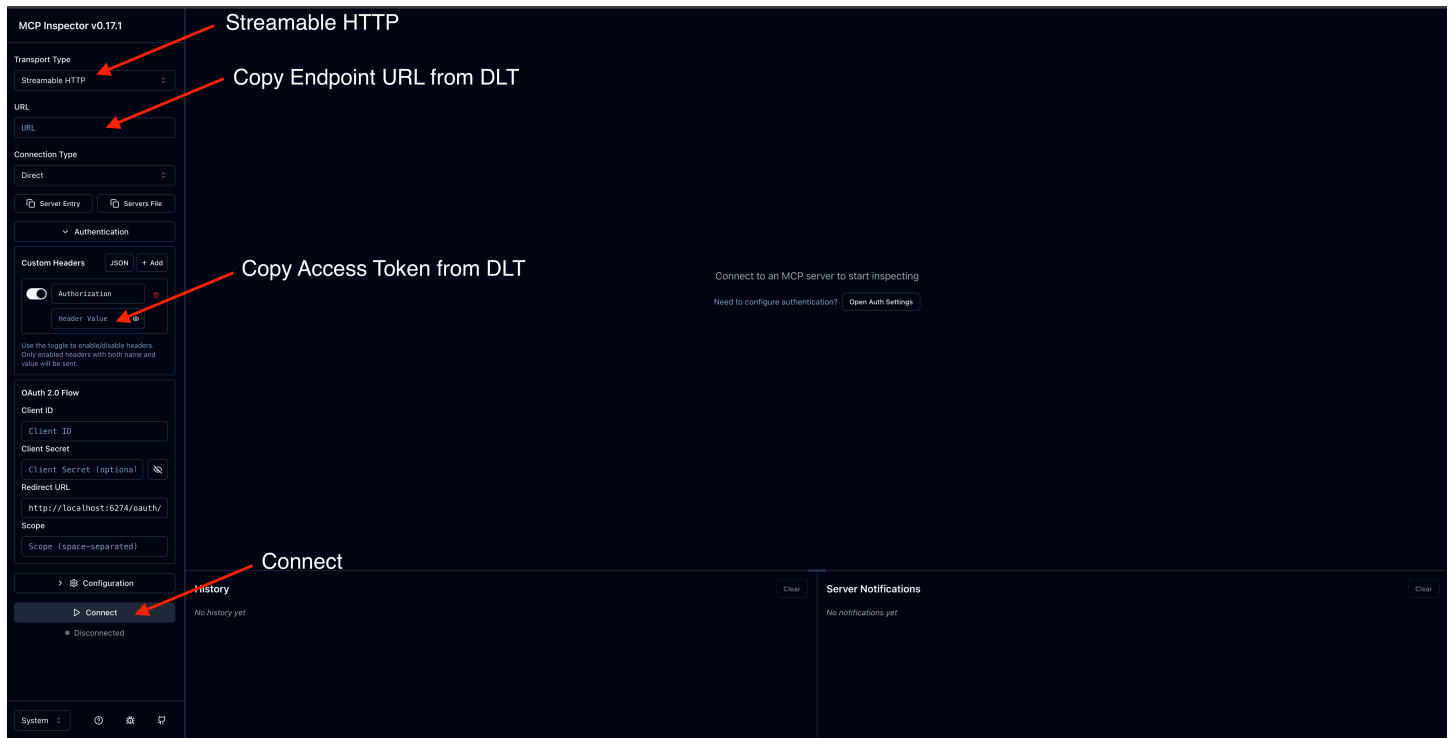 MCP Inspector v0.17.1
Streamable HTTP
Transport Type
Streamable HTTP
Copy Endpoint URL from DLT
URL
URL
Connection Type
Direct
Server Entry
Servers File
Authentication
Custom Headers
JSON
+ Add
Copy Access Token from DLT
Authorization
Header Value
Use the toggle to enable/disable headers.
Only enabled headers with both name and
value will be sent.
Connect to an MCP server to start inspecting
Need to configure authentication? Open Auth Settings
OAuth 2.0 Flow
Client ID
Client ID
Client Secret
Client Secret (optional
Redirect URL
http://localhost:6274/oauth/
Scope
Scope (space-separated)
Connect
Configuration
Connect
Disconnected
History
Clear
No history yet
Server Notifications
Clear
No notifications yet
System